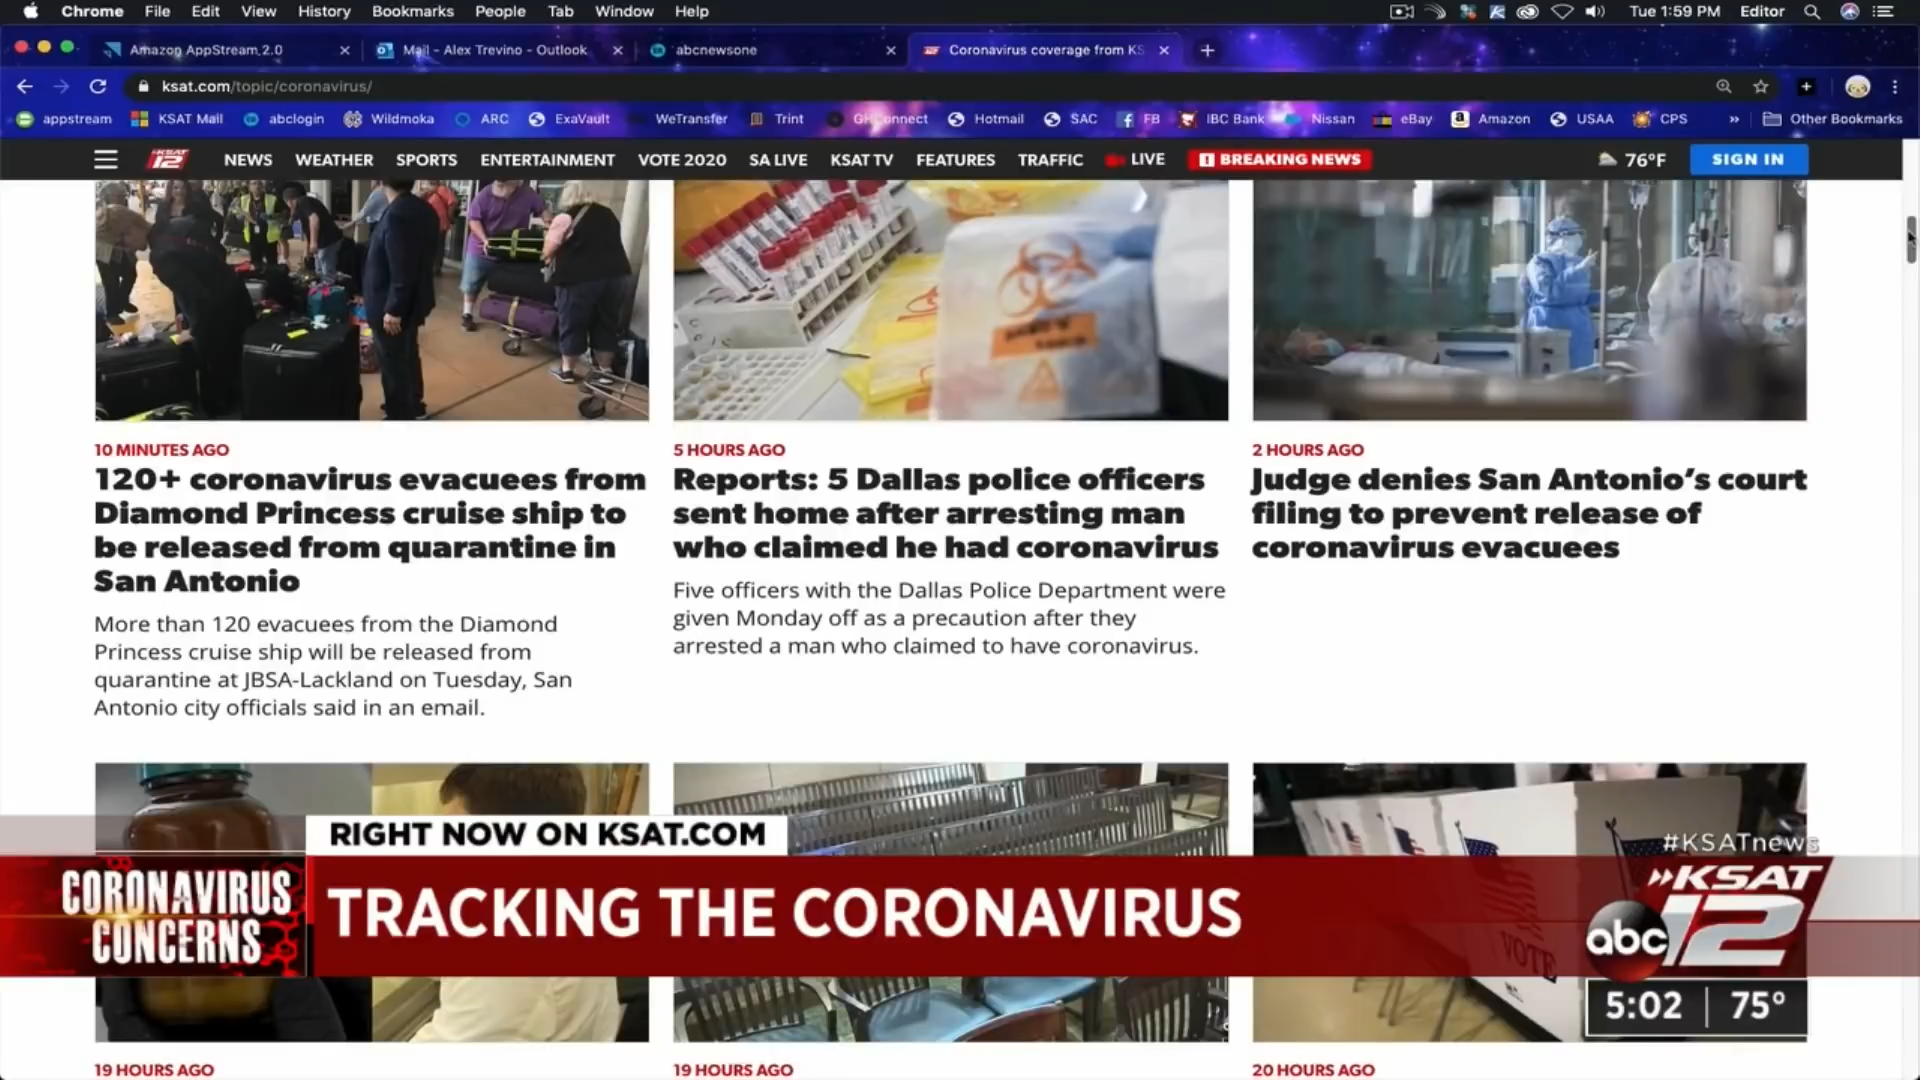 Chrome File Edit View History Bookmarks People Tab Window Help Tue 1:59 PM Editor
Amazon AppStream 2.0 Mail - Alex Trevino - Outlook abcnewsone Coronavirus coverage from KS
ksat.com/topic/coronavirus/
appstream KSAT Mail abclogin Wildmoka ARC ExaVault WeTransfer Trint GHConnect Hotmail SAC FB IBC Bank Nissan eBay Amazon USAA CPS » Other Bookmarks
KSAT 12 NEWS WEATHER SPORTS ENTERTAINMENT VOTE 2020 SA LIVE KSAT TV FEATURES TRAFFIC LIVE BREAKING NEWS 76°F SIGN IN
10 MINUTES AGO
120+ coronavirus evacuees from
Diamond Princess cruise ship to
be released from quarantine in
San Antonio
More than 120 evacuees from the Diamond
Princess cruise ship will be released from
quarantine at JBSA-Lackland on Tuesday, San
Antonio city officials said in an email.
5 HOURS AGO
Reports: 5 Dallas police officers
sent home after arresting man
who claimed he had coronavirus
Five officers with the Dallas Police Department were
given Monday off as a precaution after they
arrested a man who claimed to have coronavirus.
2 HOURS AGO
Judge denies San Antonio's court
filing to prevent release of
coronavirus evacuees
RIGHT NOW ON KSAT.COM
CORONAVIRUS
CONCERNS
TRACKING THE CORONAVIRUS
VOTE
#KSATnews
KSAT
abc 12
5:02 75°
19 HOURS AGO
19 HOURS AGO
20 HOURS AGO